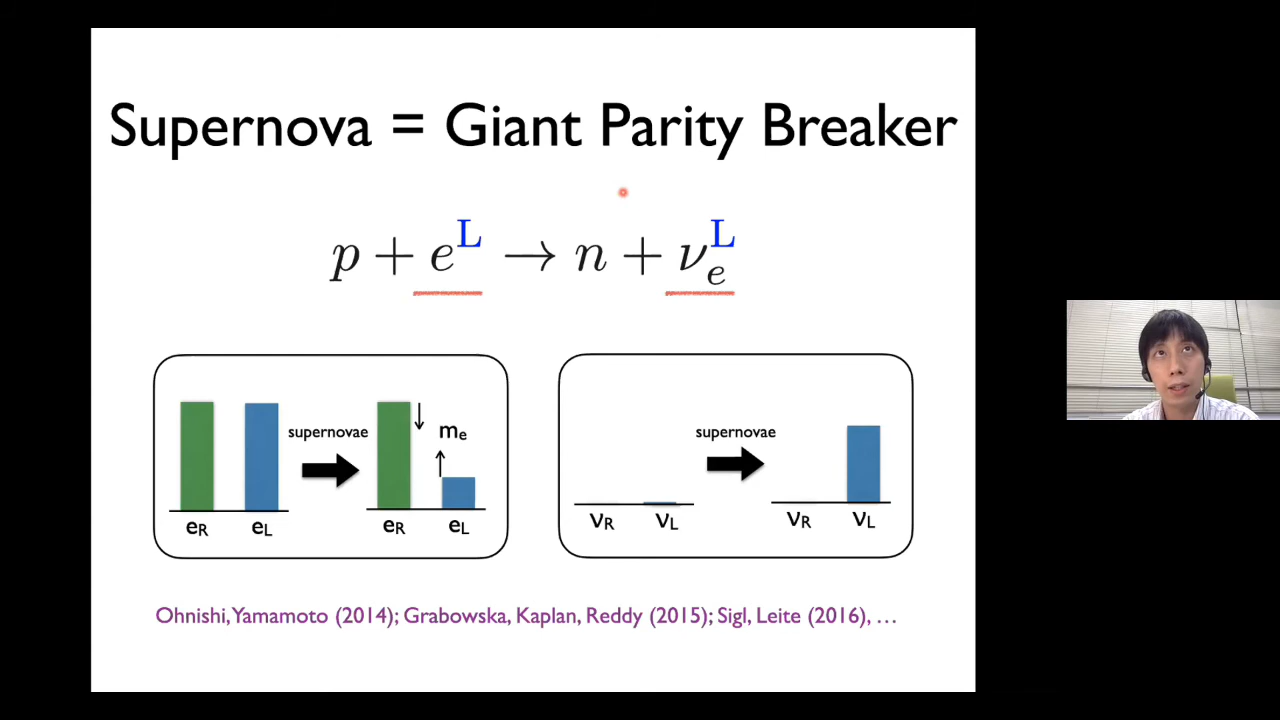 Supernova = Giant Parity Breaker
p + e^L → n + ν_e^L
supernovae
m_e
e_R e_L e_R e_L
supernovae
ν_R ν_L ν_R ν_L
Ohnishi, Yamamoto (2014); Grabowska, Kaplan, Reddy (2015); Sigl, Leite (2016), …